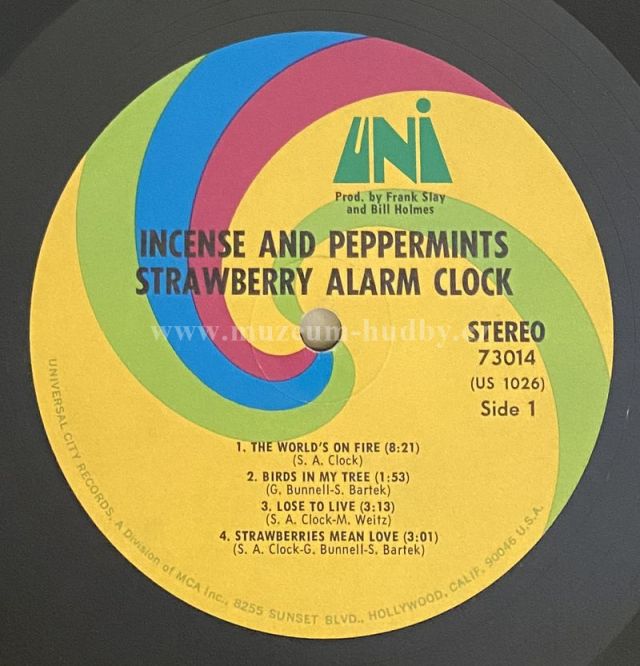 UNI
Prod. by Frank Slay
and Bill Holmes
INCENSE AND PEPPERMINTS
STRAWBERRY ALARM CLOCK
www.muzeum-hudby.c
STEREO
73014
(US 1026)
Side 1
1. THE WORLD'S ON FIRE (8:21)
(S. A. Clock)
2. BIRDS IN MY TREE (1:53)
(G. Bunnell-S. Bartek)
3. LOSE TO LIVE (3:13)
(S. A. Clock-M. Weitz)
4. STRAWBERRIES MEAN LOVE (3:01)
(S. A. Clock-G. Bunnell-S. Bartek)
UNIVERSAL CITY RECORDS, A Division of MCA Inc., 8255 SUNSET BLVD., HOLLYWOOD, CALIF. 90046 U.S.A.